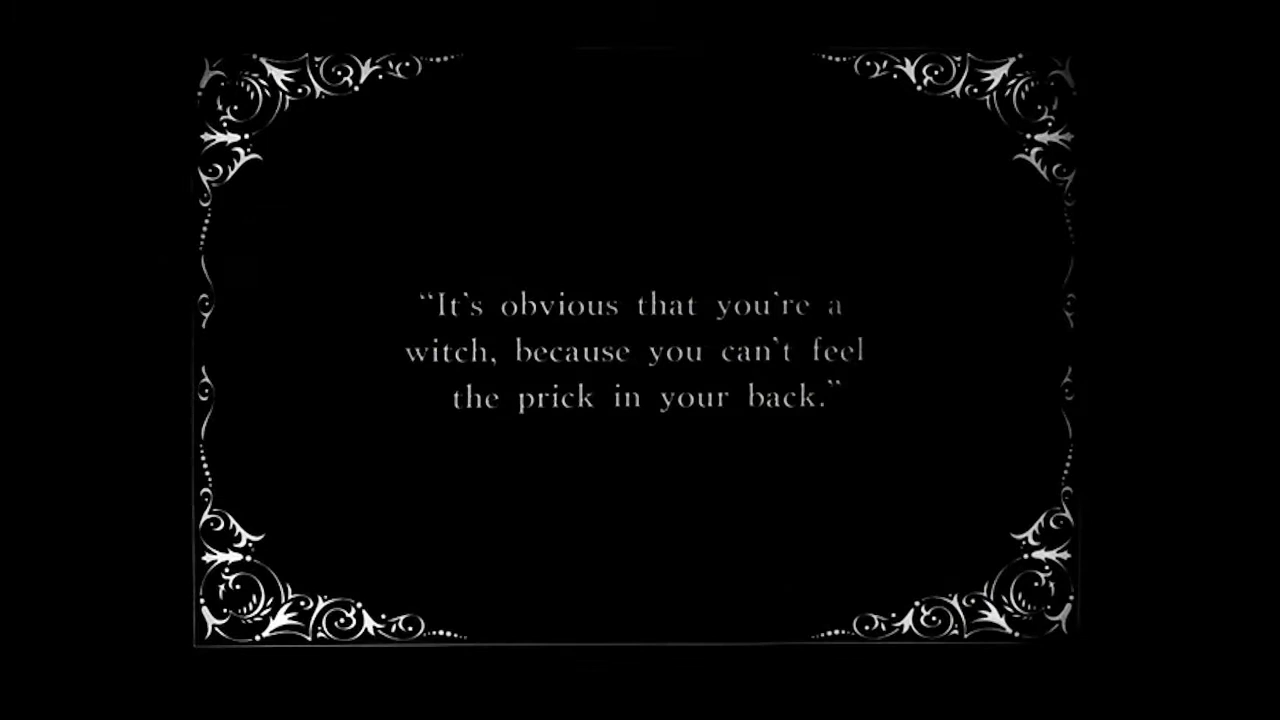 “It’s obvious that you’re a
witch, because you can’t feel
the prick in your back.”